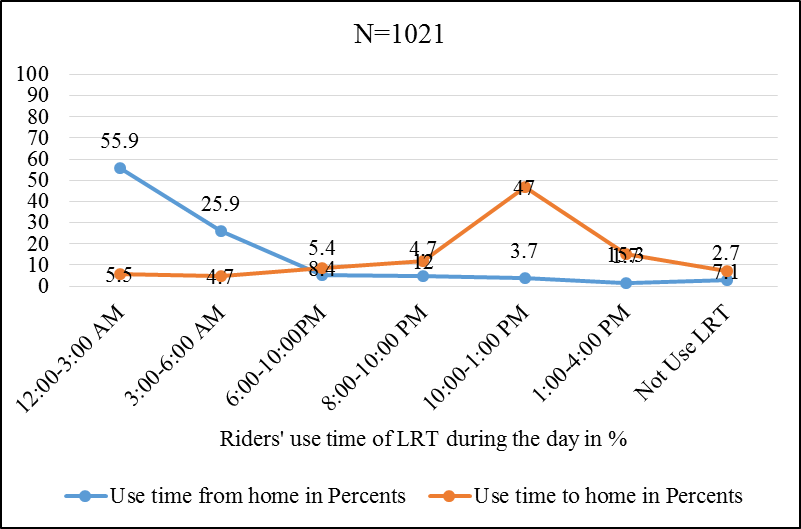 N=1021
100
90
80
70
60
50
40
30
20
10
0
55.9
25.9
5.4
4.7
3.7
1.7
2.7
5.5
4.7
8.4
12
47
15.3
7.1
12:00-3:00 AM
3:00-6:00 AM
6:00-10:00PM
8:00-10:00 PM
10:00-1:00 PM
1:00-4:00 PM
Not Use LRT
Riders' use time of LRT during the day in %
Use time from home in Percents
Use time to home in Percents